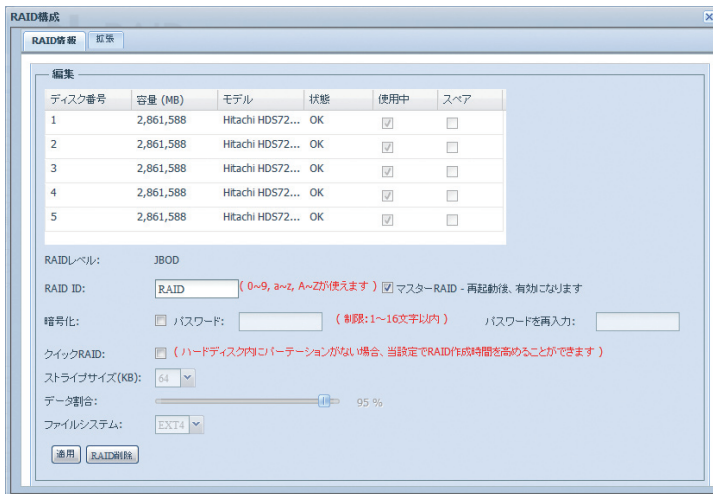 RAID構成
RAID情報 拡張
編集
ディスク番号 容量 (MB) モデル 状態 使用中 スペア
1 2,861,588 Hitachi HDS72... OK
2 2,861,588 Hitachi HDS72... OK
3 2,861,588 Hitachi HDS72... OK
4 2,861,588 Hitachi HDS72... OK
5 2,861,588 Hitachi HDS72... OK
RAIDレベル: JBOD
RAID ID: RAID ( 0~9, a~z, A~Zが使えます ) マスターRAID - 再起動後、有効になります
暗号化: パスワード: ( 制限:1~16文字以内 ) パスワードを再入力:
クイックRAID: ( ハードディスク内にパーテーションがない場合、当設定でRAID作成時間を高めることができます )
ストライプサイズ(KB): 64
データ割合: 95 %
ファイルシステム: EXT4
適用 RAID削除